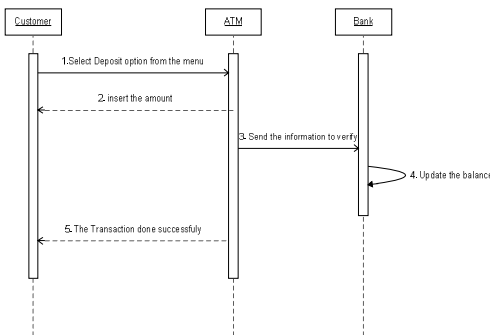 Customer
ATM
Bank
1.Select Deposit option from the menu
2. insert the amount
3. Send the information to verify
4. Update the balance
5. The Transaction done successfuly